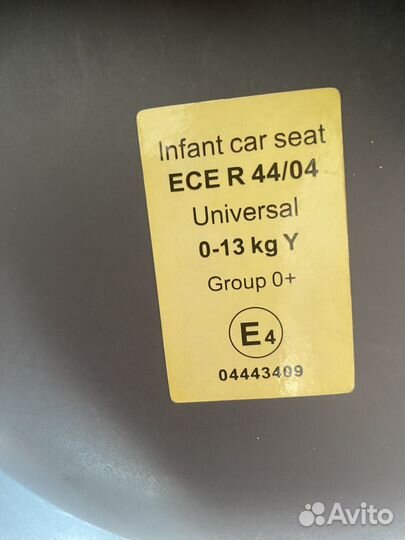 Infant car seat
ECE R 44/04
Universal
0-13 kg Y
Group 0+
E4
04443409
Avito